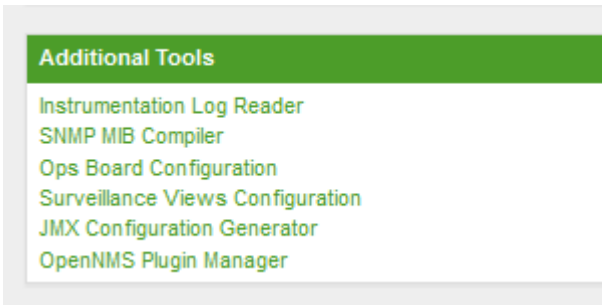 Additional Tools
Instrumentation Log Reader
SNMP MIB Compiler
Ops Board Configuration
Surveillance Views Configuration
JMX Configuration Generator
OpenNMS Plugin Manager